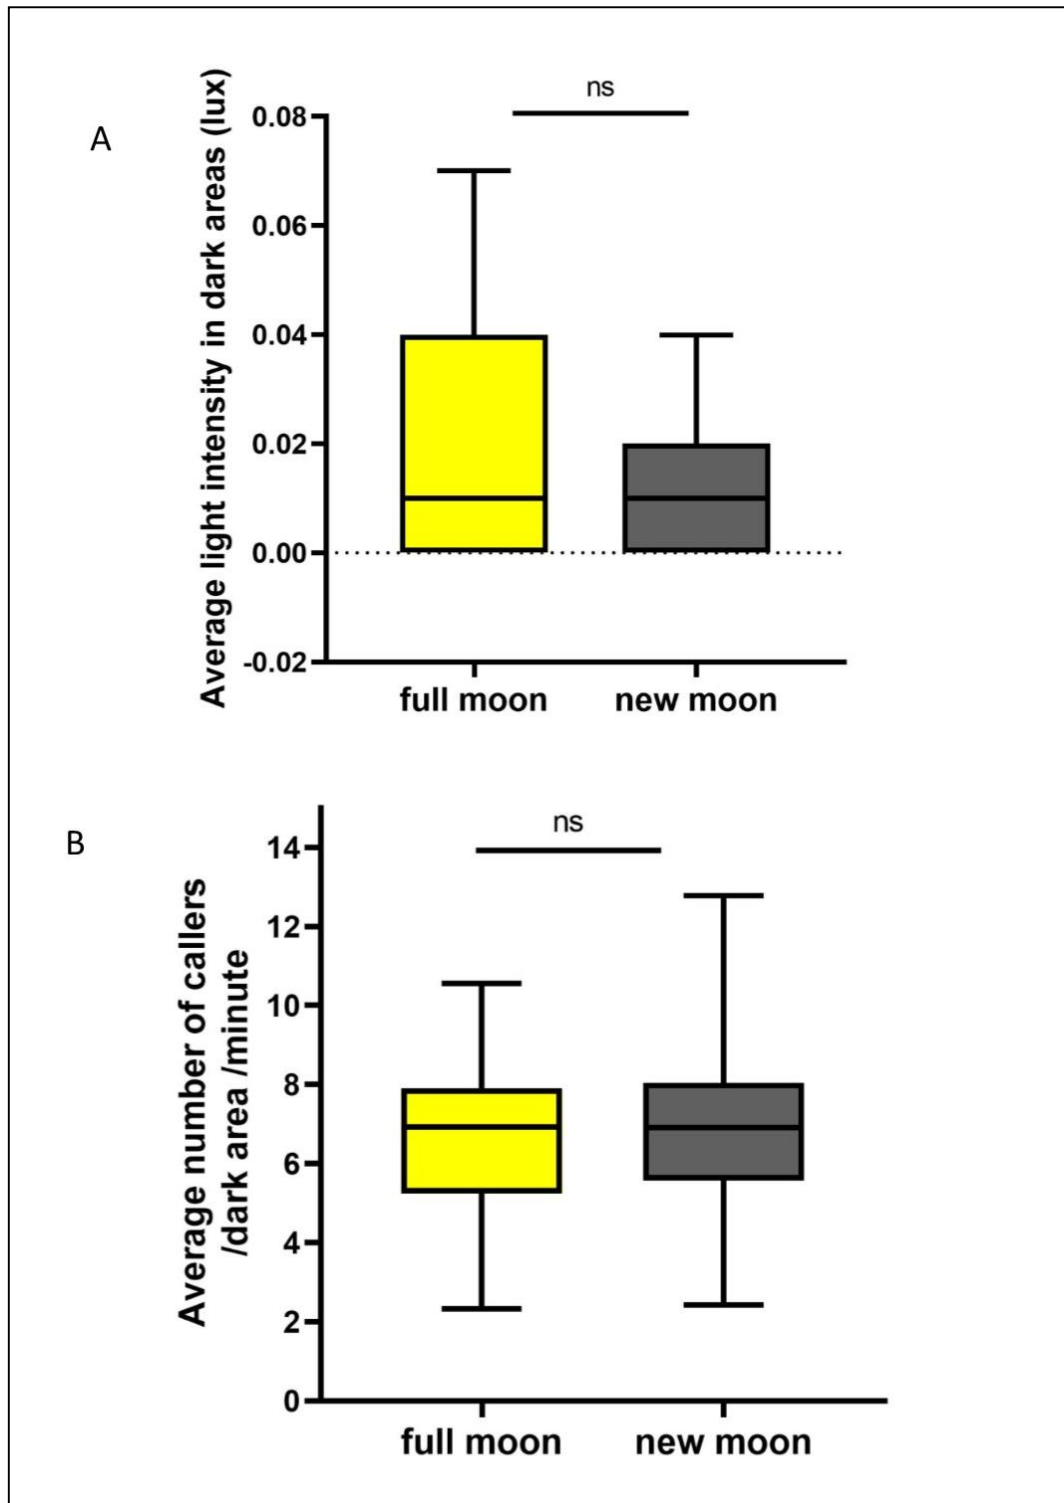 A
Average light intensity in dark areas (lux)
ns
0.08
0.06
0.04
0.02
0.00
-0.02
full moon
new moon
B
Average number of callers
/dark area /minute
ns
14
12
10
8
6
4
2
0
full moon
new moon